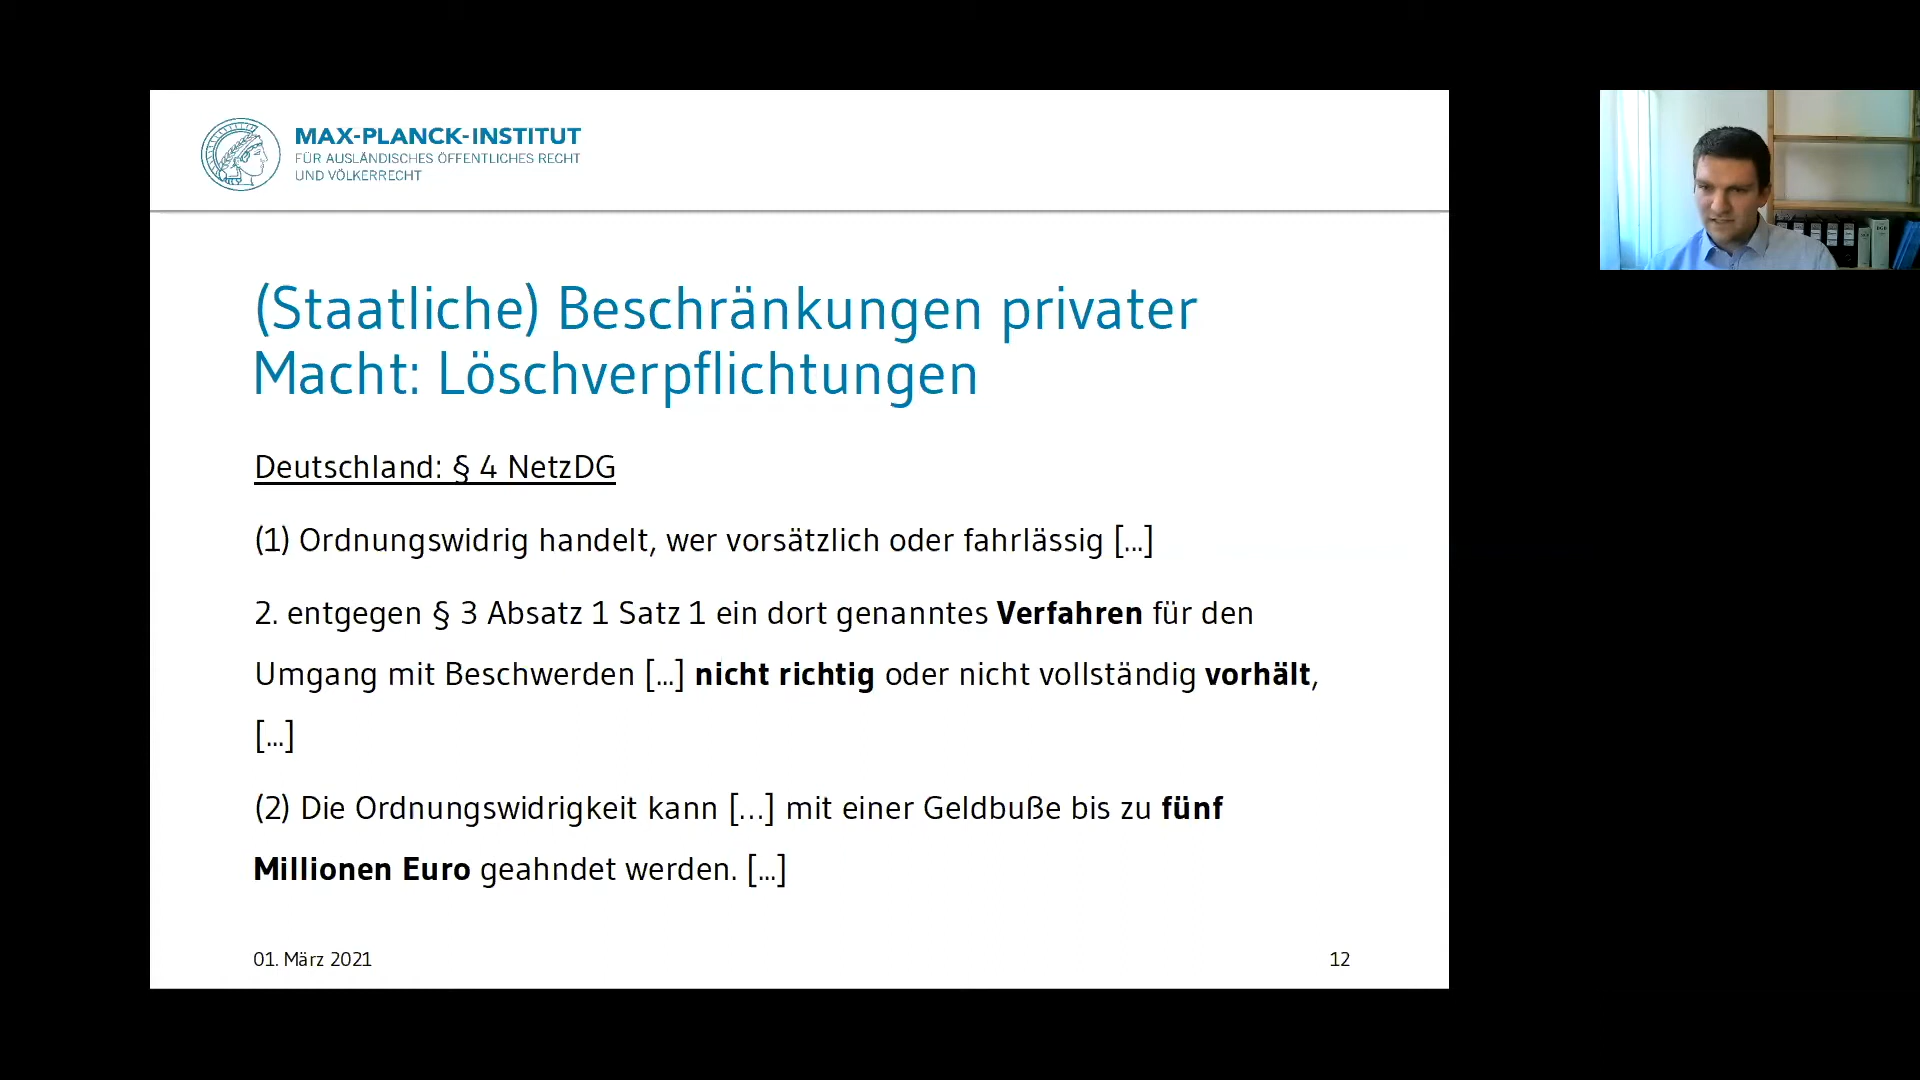 MAX-PLANCK-INSTITUT
FÜR AUSLÄNDISCHES ÖFFENTLICHES RECHT
UND VÖLKERRECHT
(Staatliche) Beschränkungen privater
Macht: Löschverpflichtungen
Deutschland: § 4 NetzDG
(1) Ordnungswidrig handelt, wer vorsätzlich oder fahrlässig [...]
2. entgegen § 3 Absatz 1 Satz 1 ein dort genanntes Verfahren für den
Umgang mit Beschwerden [...] nicht richtig oder nicht vollständig vorhält,
[...]
(2) Die Ordnungswidrigkeit kann [...] mit einer Geldbuße bis zu fünf
Millionen Euro geahndet werden. [...]
01. März 2021
12